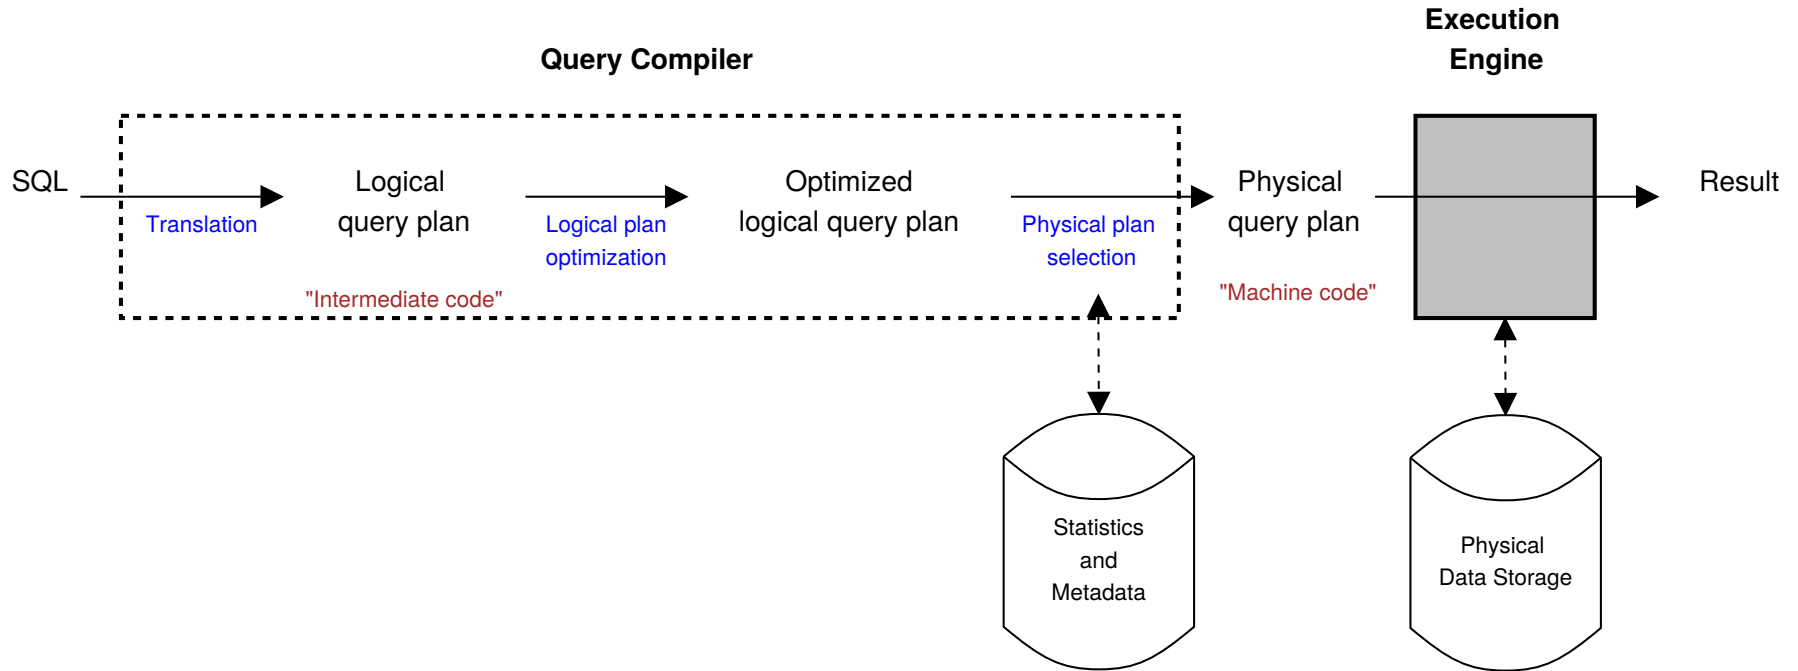 Query Compiler
Execution
Engine
SQL
Translation
Logical
query plan
"Intermediate code"
Logical plan
optimization
Optimized
logical query plan
Physical plan
selection
Physical
query plan
"Machine code"
Result
Statistics
and
Metadata
Physical
Data Storage